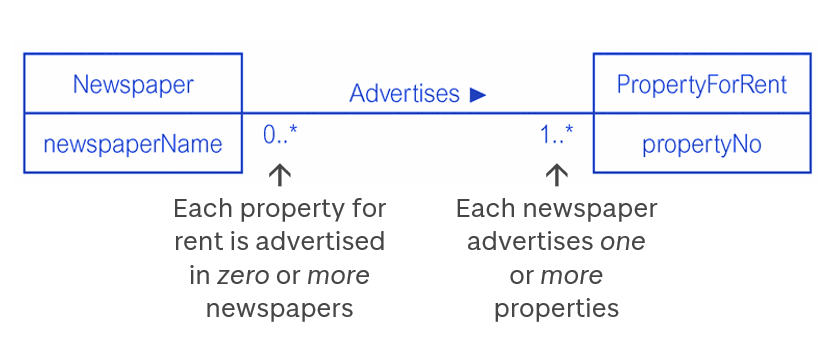 Newspaper
Advertises ►
PropertyForRent
newspaperName
0..*
1..*
propertyNo
Each property for
rent is advertised
in zero or more
newspapers
Each newspaper
advertises one
or more
properties